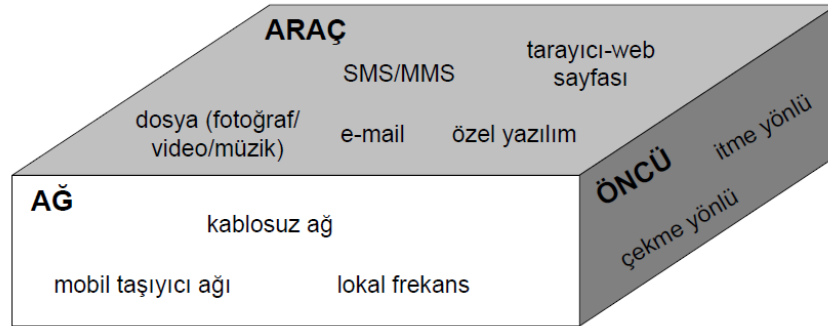 ARAÇ
SMS/MMS
tarayıcı-web
sayfası
dosya (fotoğraf/
video/müzik)
e-mail
özel yazılım
AĞ
kablosuz ağ
mobil taşıyıcı ağı
lokal frekans
ÖNCÜ
itme yönlü
çekme yönlü